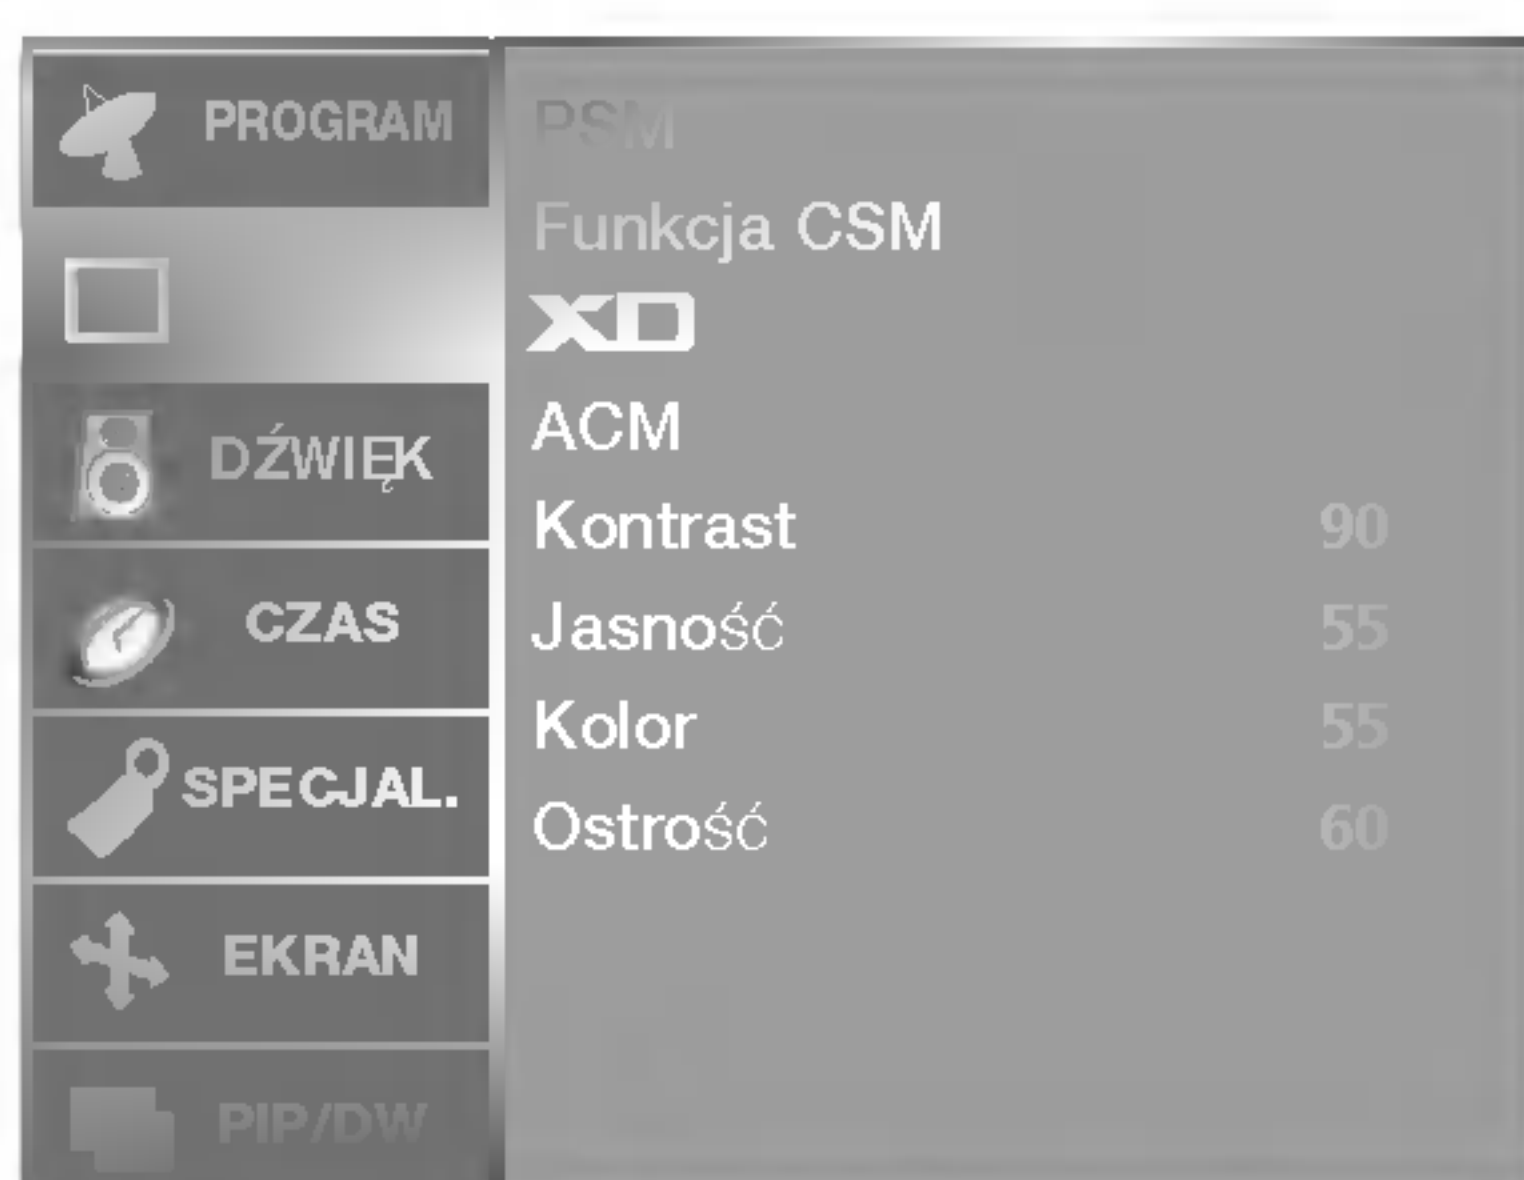 PROGRAM
DŹWIĘK
CZAS
SPECJAL.
EKRAN
PIP/DW
PSM
Funkcja CSM
XD
ACM
Kontrast 90
Jasność 55
Kolor 55
Ostrość 60